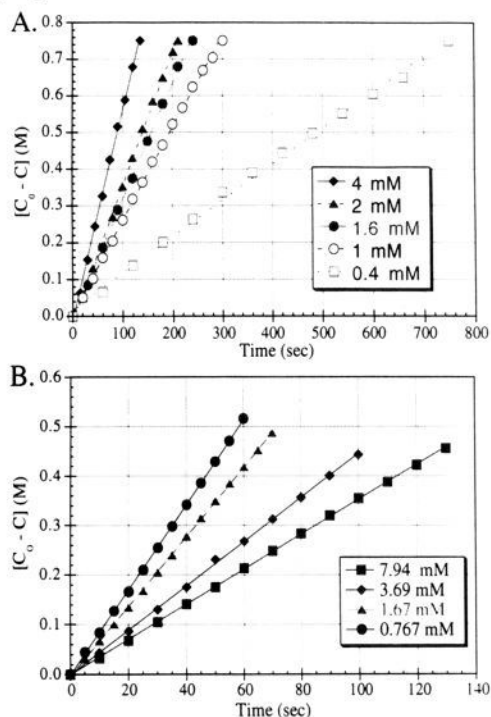 A.
[C₀ - C] (M)
0.8
0.7
0.6
0.5
0.4
0.3
0.2
0.1
0.0
4 mM
2 mM
1.6 mM
1 mM
0.4 mM
0 100 200 300 400 500 600 700 800
Time (sec)
B.
[C₀ - C] (M)
0.6
0.5
0.4
0.3
0.2
0.1
0.0
7.94 mM
3.69 mM
1.67 mM
0.767 mM
0 20 40 60 80 100 120 140
Time (sec)